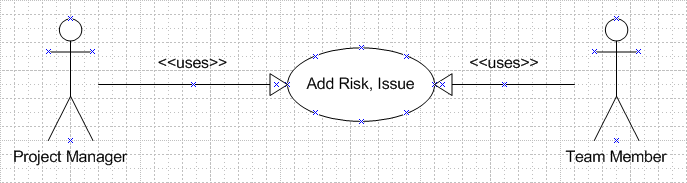 <<uses>>
<<uses>>
Add Risk, Issue
Project Manager
Team Member